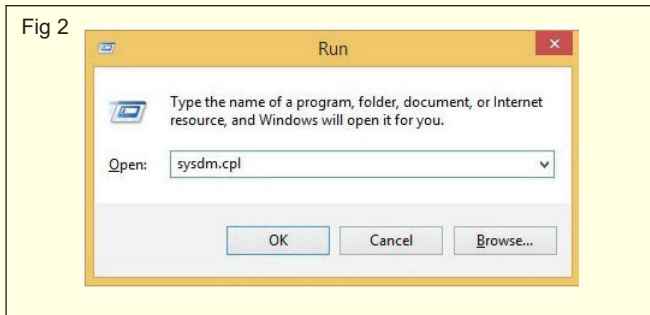 Fig 2
Run
Type the name of a program, folder, document, or Internet
resource, and Windows will open it for you.
Open: sysdm.cpl
OK Cancel Browse...